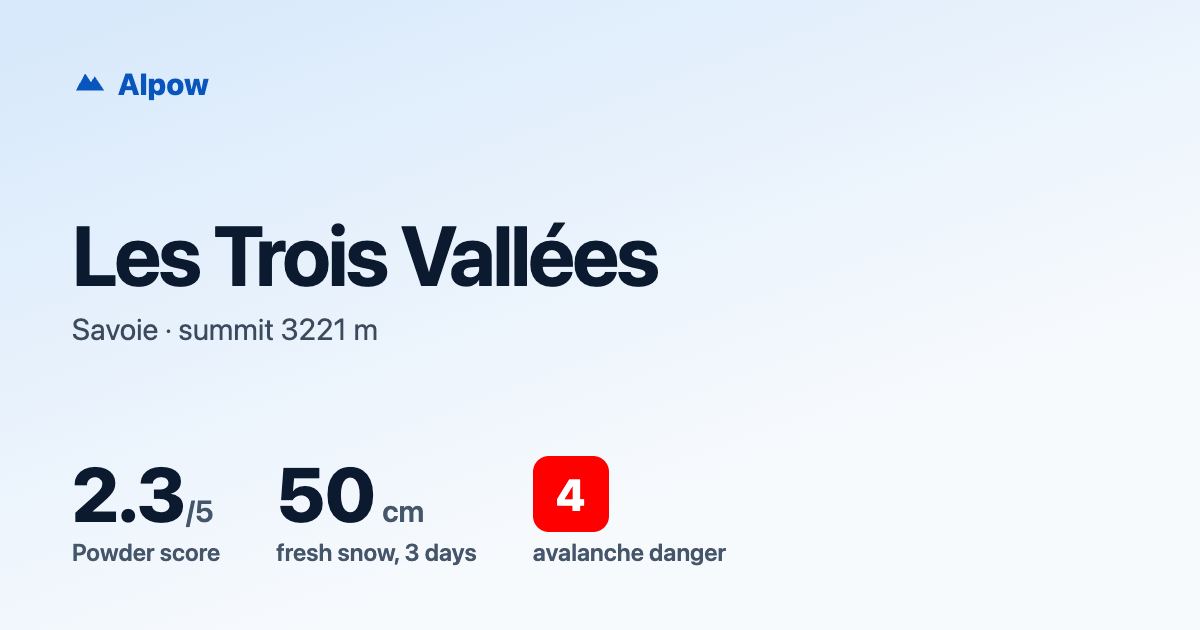 Alpow
Les Trois Vallées
Savoie · summit 3221 m
2.3/5 50 cm 4
Powder score fresh snow, 3 days avalanche danger